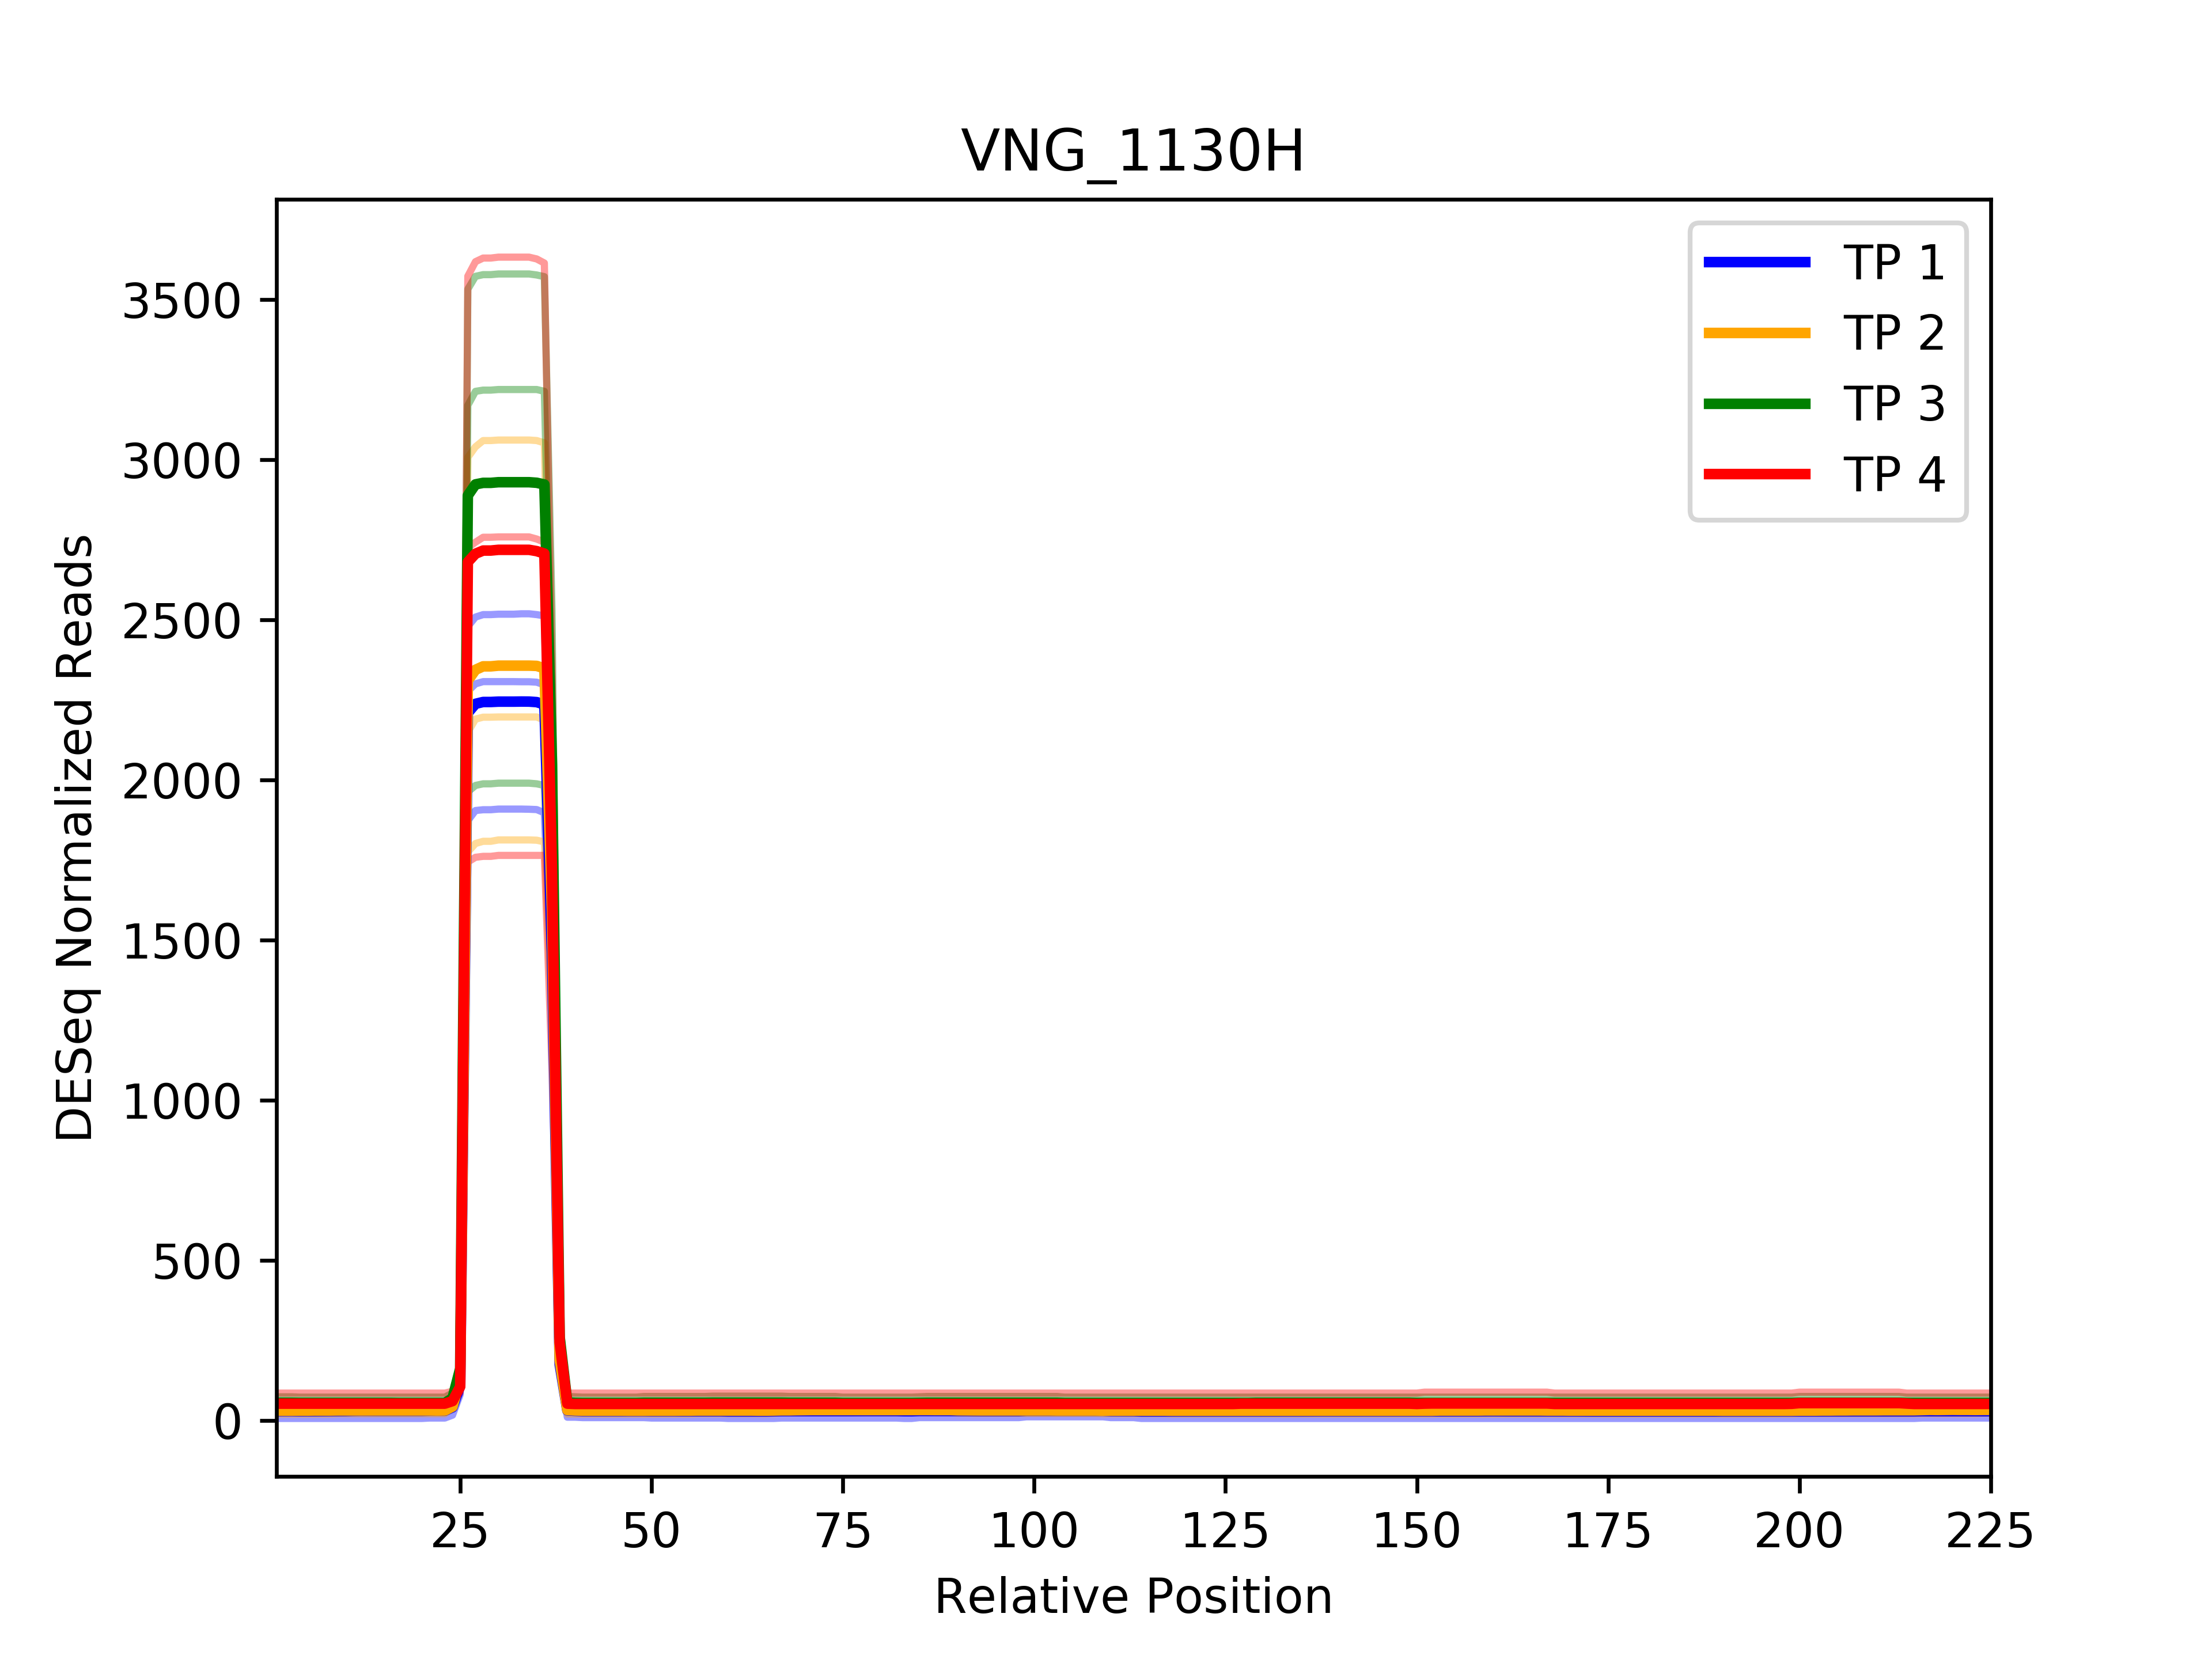 VNG_1130H
TP 1
TP 2
TP 3
TP 4
DESeq Normalized Reads
3500
3000
2500
2000
1500
1000
500
0
25 50 75 100 125 150 175 200 225
Relative Position